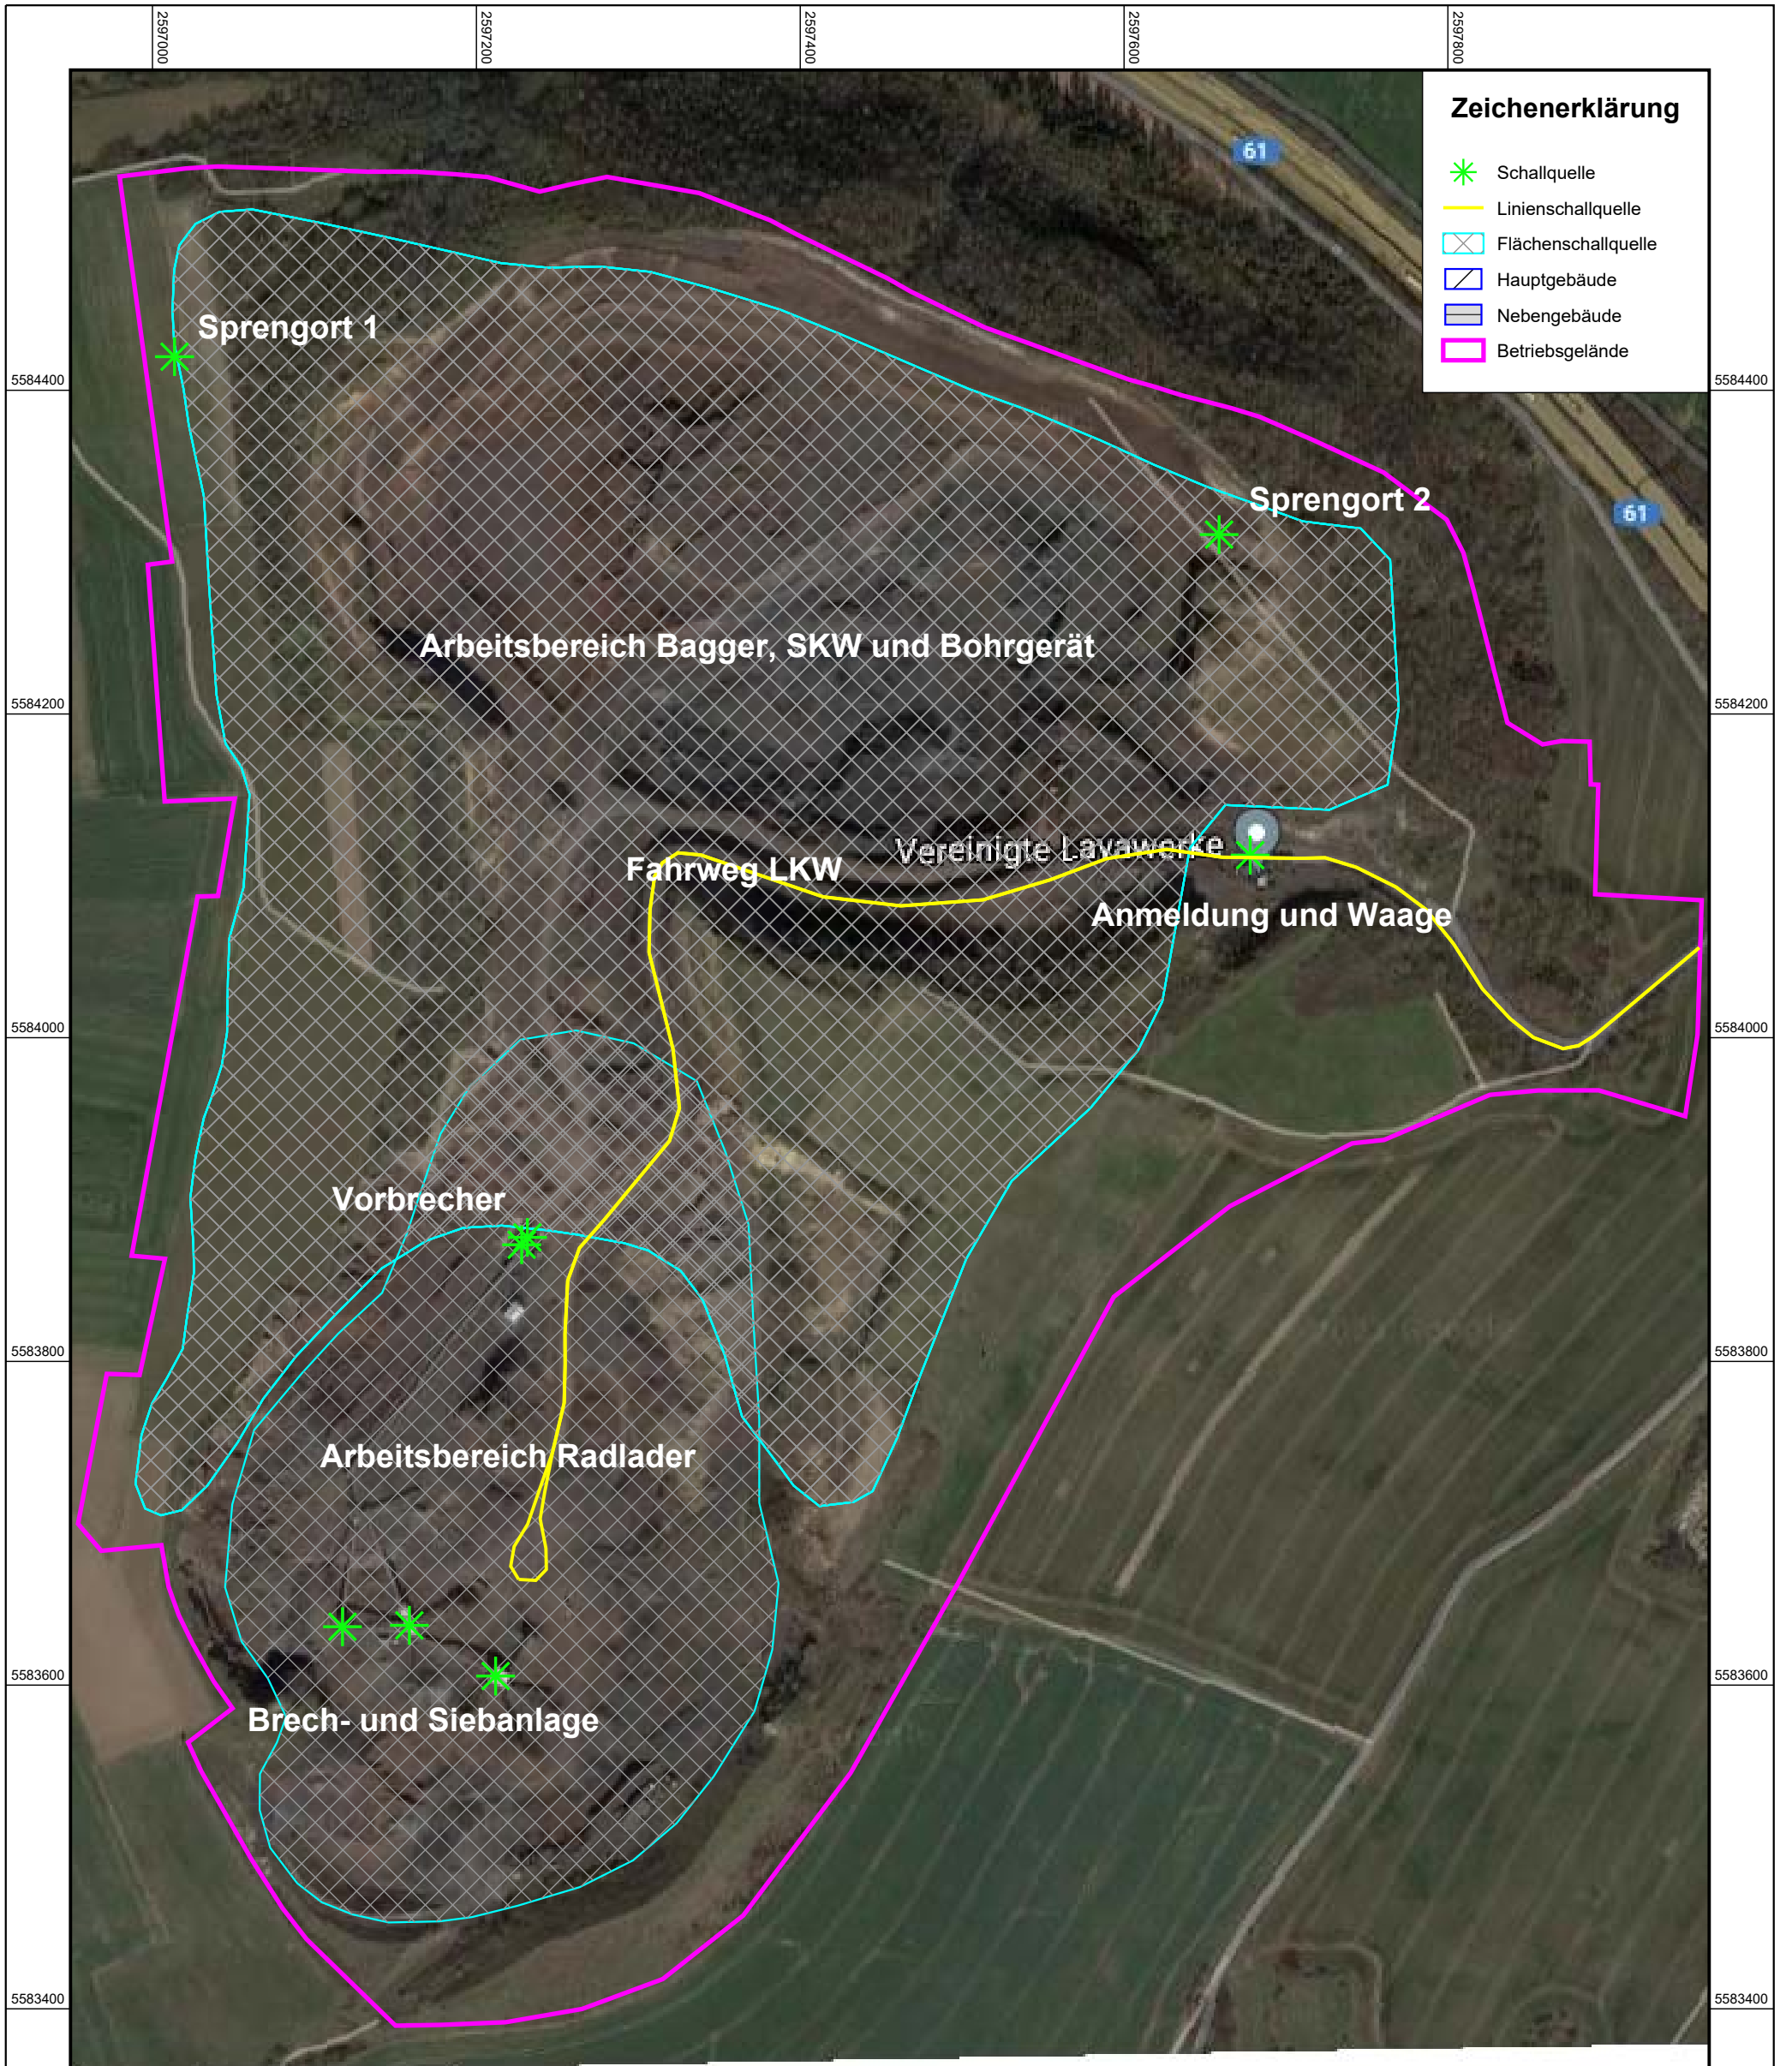 2597000
2597200
2597400
2597600
2597800
Zeichenerklärung
Schallquelle
Linienschallquelle
Flächenschallquelle
Hauptgebäude
Nebengebäude
Betriebsgelände
61
61
Sprengort 1
5584400
5584400
Sprengort 2
Arbeitsbereich Bagger, SKW und Bohrgerät
5584200
5584200
Vereinigte Lavawerke
Fahrweg LKW
Anmeldung und Waage
5584000
5584000
Vorbrecher
5583800
5583800
Arbeitsbereich Radlader
5583600
5583600
Brech- und Siebanlage
5583400
5583400